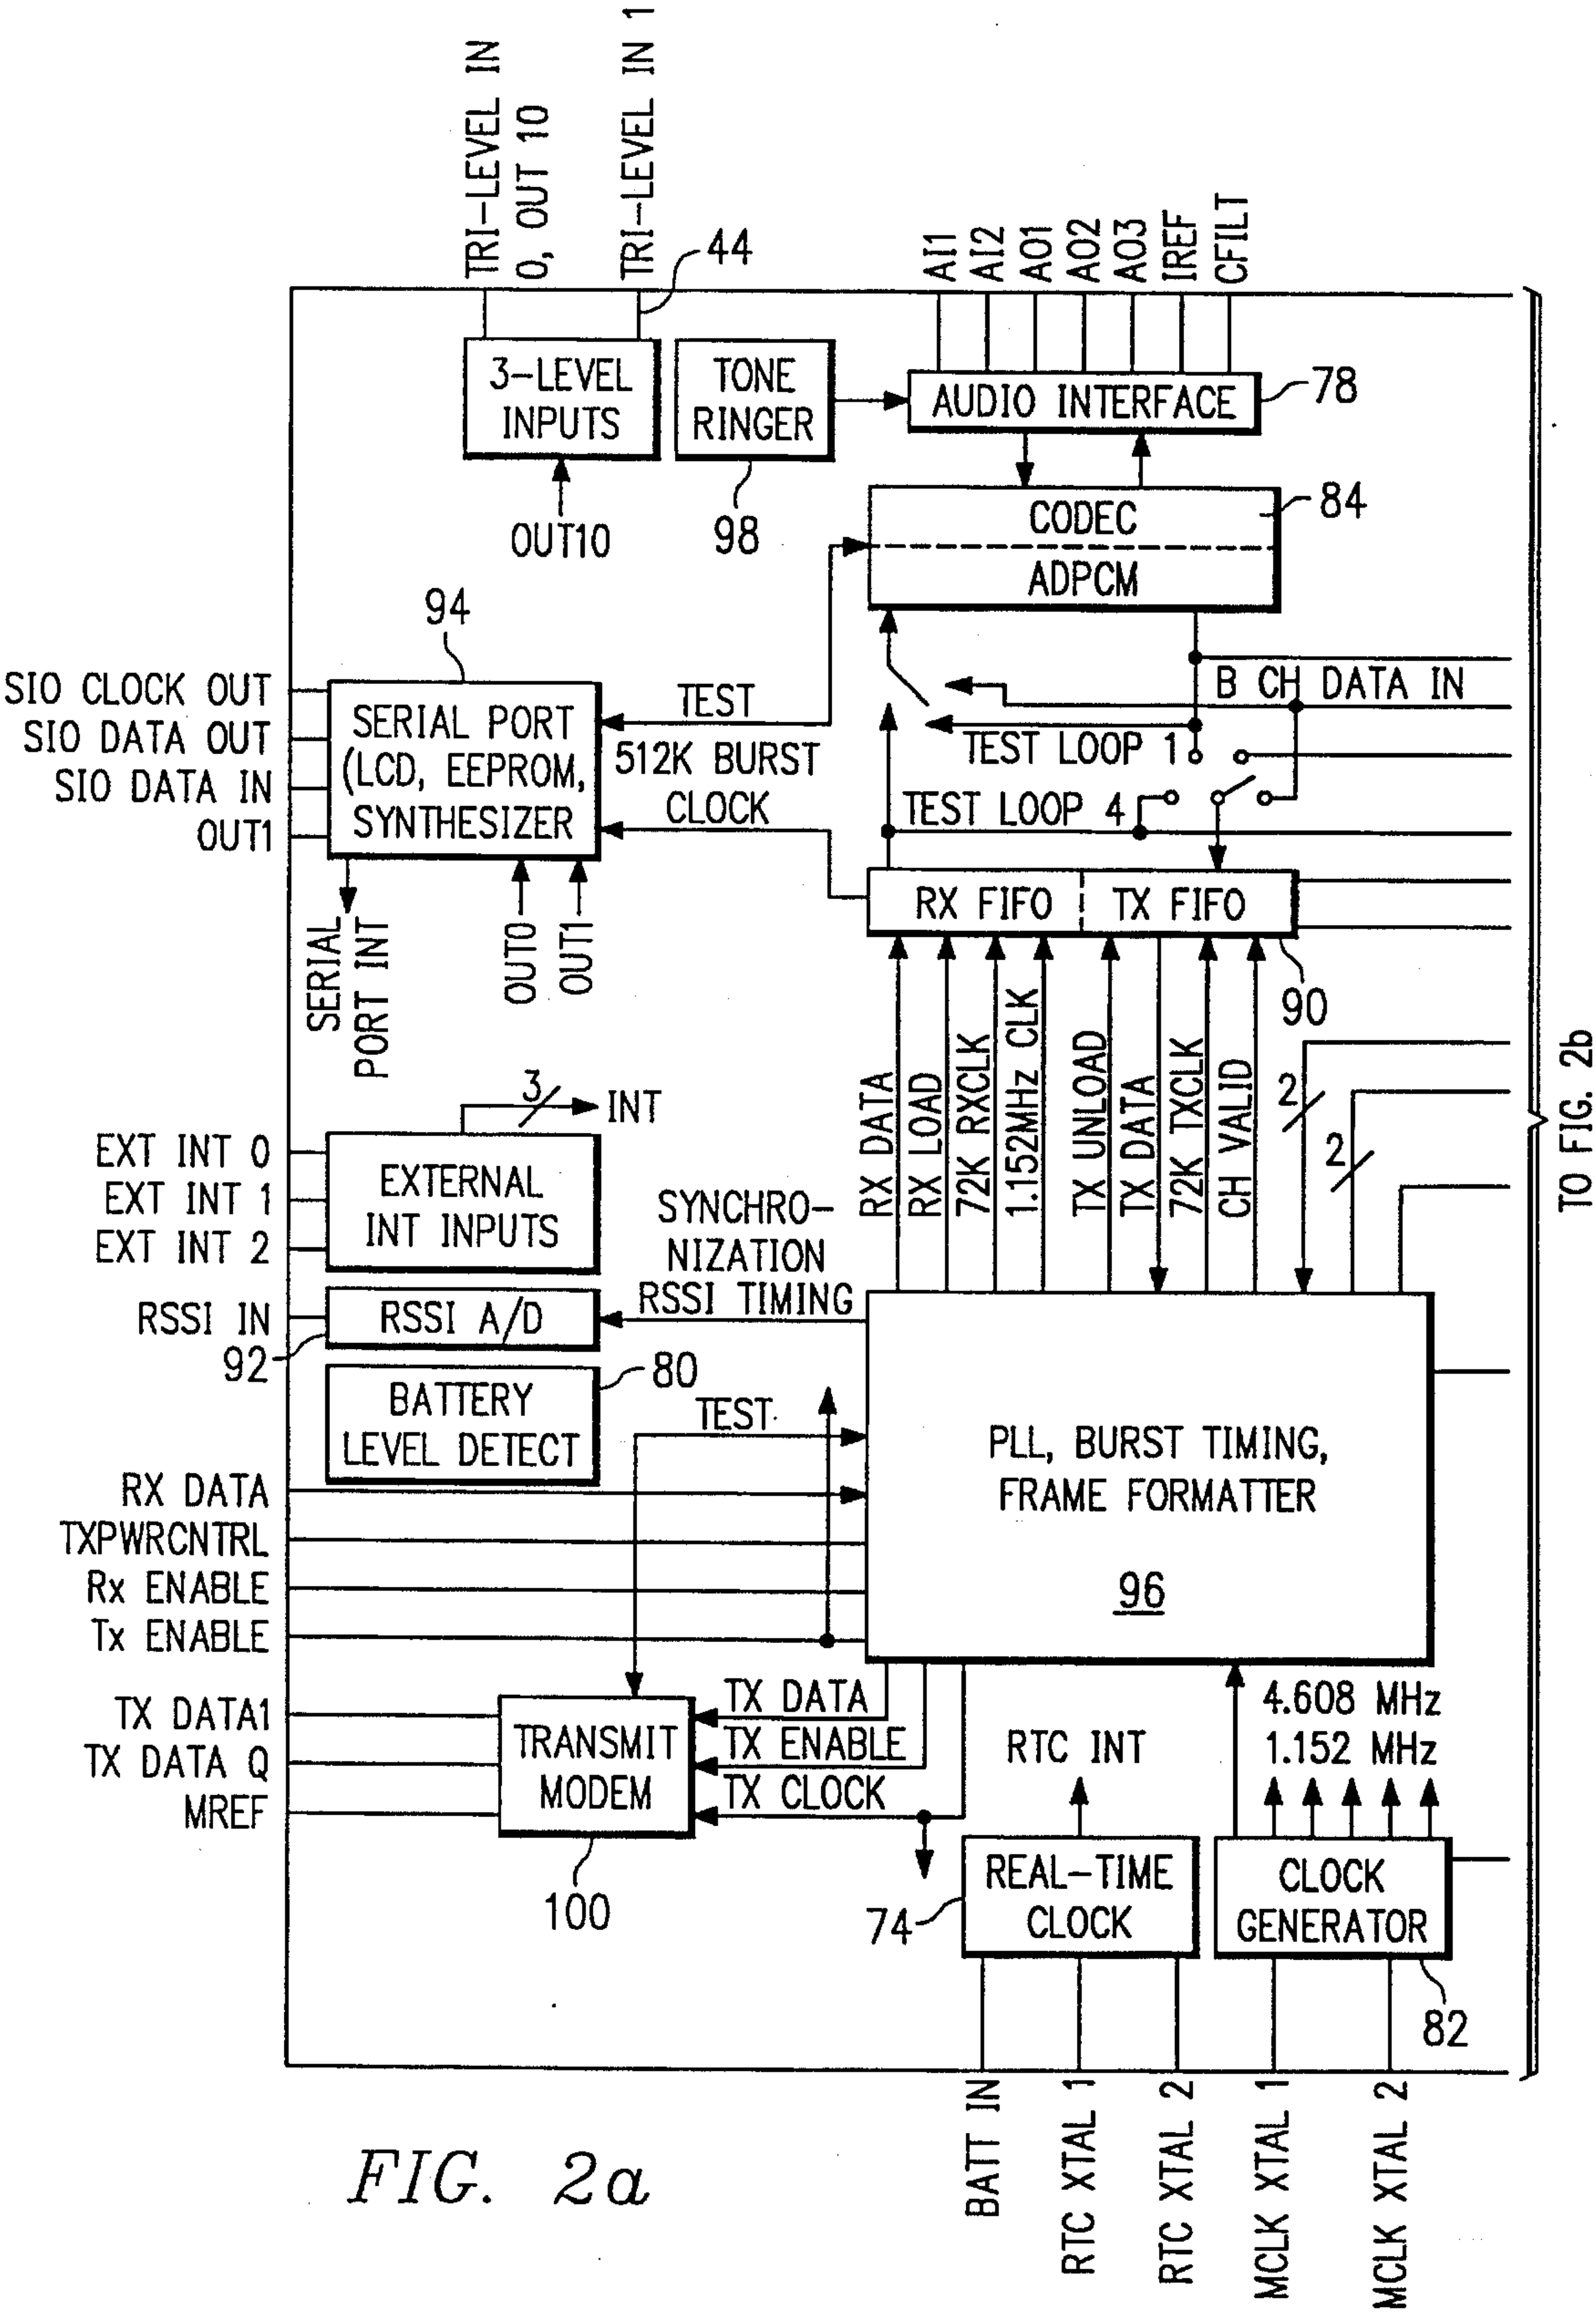 TRI-LEVEL IN
0, OUT 10
TRI-LEVEL IN 1
44
AI1
AI2
AO1
AO2
AO3
IREF
CFILT
3-LEVEL
INPUTS
TONE
RINGER
AUDIO INTERFACE
78
OUT10
98
CODEC
ADPCM
84
94
SIO CLOCK OUT
SIO DATA OUT
SIO DATA IN
OUT1
SERIAL PORT
(LCD, EEPROM,
SYNTHESIZER
TEST
512K BURST
CLOCK
B CH DATA IN
TEST LOOP 1
TEST LOOP 4
RX FIFO
TX FIFO
90
SERIAL
PORT INT
OUT0
OUT1
RX DATA
RX LOAD
72K RXCLK
1.152MHz CLK
TX UNLOAD
TX DATA
72K TXCLK
CH VALID
2
2
TO FIG. 2b
3
INT
EXT INT 0
EXT INT 1
EXT INT 2
EXTERNAL
INT INPUTS
SYNCHRO-
NIZATION
RSSI TIMING
RSSI IN
RSSI A/D
92
BATTERY
LEVEL DETECT
80
TEST
RX DATA
TXPWRCNTRL
Rx ENABLE
Tx ENABLE
PLL, BURST TIMING,
FRAME FORMATTER
96
TX DATA1
TX DATA Q
MREF
TRANSMIT
MODEM
100
TX DATA
TX ENABLE
TX CLOCK
RTC INT
4.608 MHz
1.152 MHz
REAL-TIME
CLOCK
74
CLOCK
GENERATOR
82
BATT IN
RTC XTAL 1
RTC XTAL 2
MCLK XTAL 1
MCLK XTAL 2
FIG. 2a